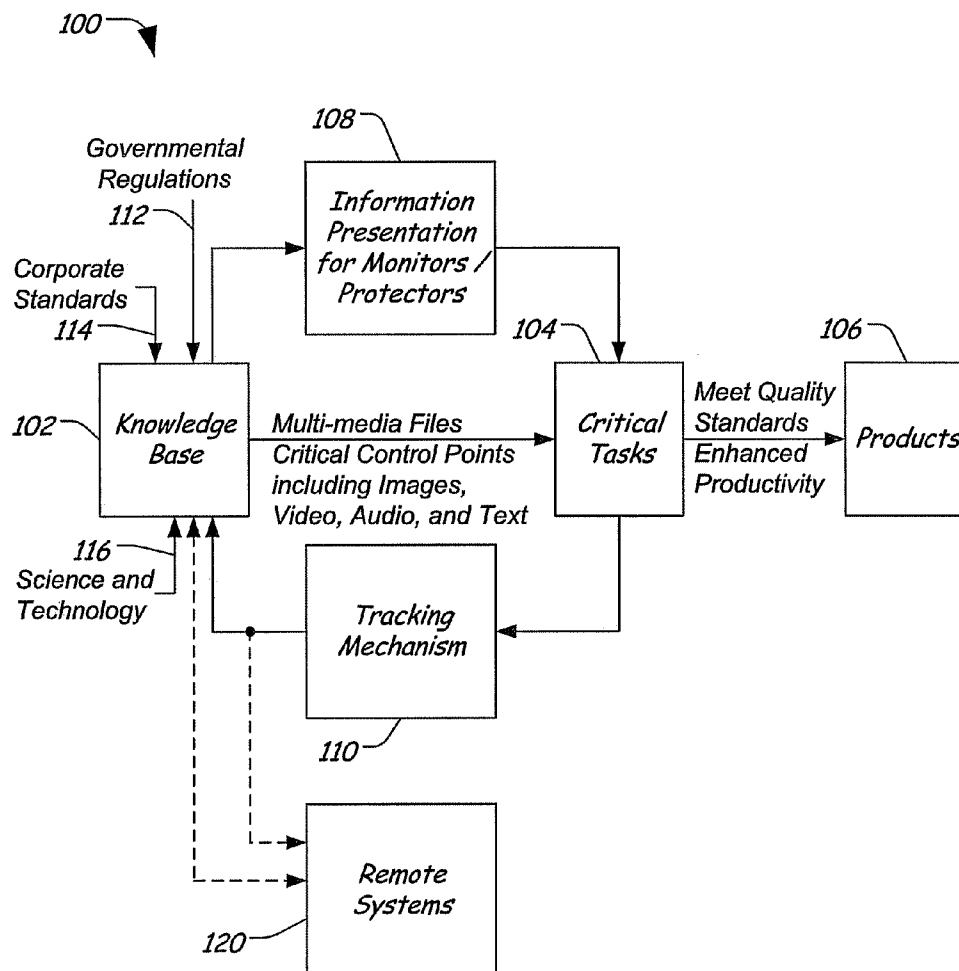 100
108
Governmental
Regulations
112
Information
Presentation
for Monitors /
Protectors
Corporate
Standards
114
104
106
102
Knowledge
Base
Multi-media Files
Critical Control Points
including Images,
Video, Audio, and Text
Critical
Tasks
Meet Quality
Standards
Enhanced
Productivity
Products
116
Science and
Technology
Tracking
Mechanism
110
Remote
Systems
120